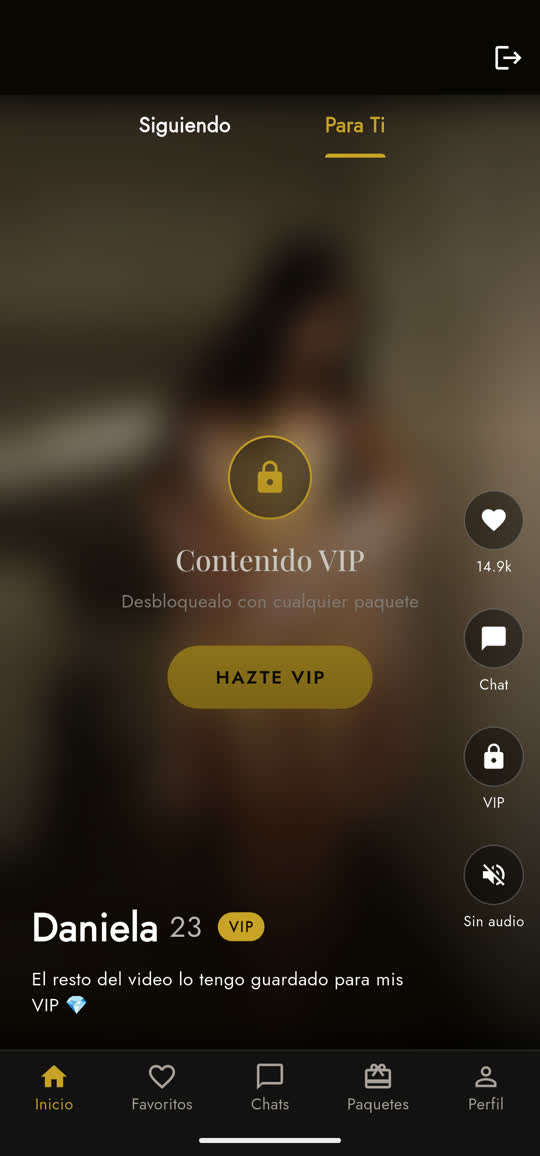 Siguiendo
Para Ti
Contenido VIP
Desbloquealo con cualquier paquete
HAZTE VIP
14.9k
Chat
VIP
Sin audio
Daniela 23 VIP
El resto del video lo tengo guardado para mis
VIP 💎
Inicio
Favoritos
Chats
Paquetes
Perfil